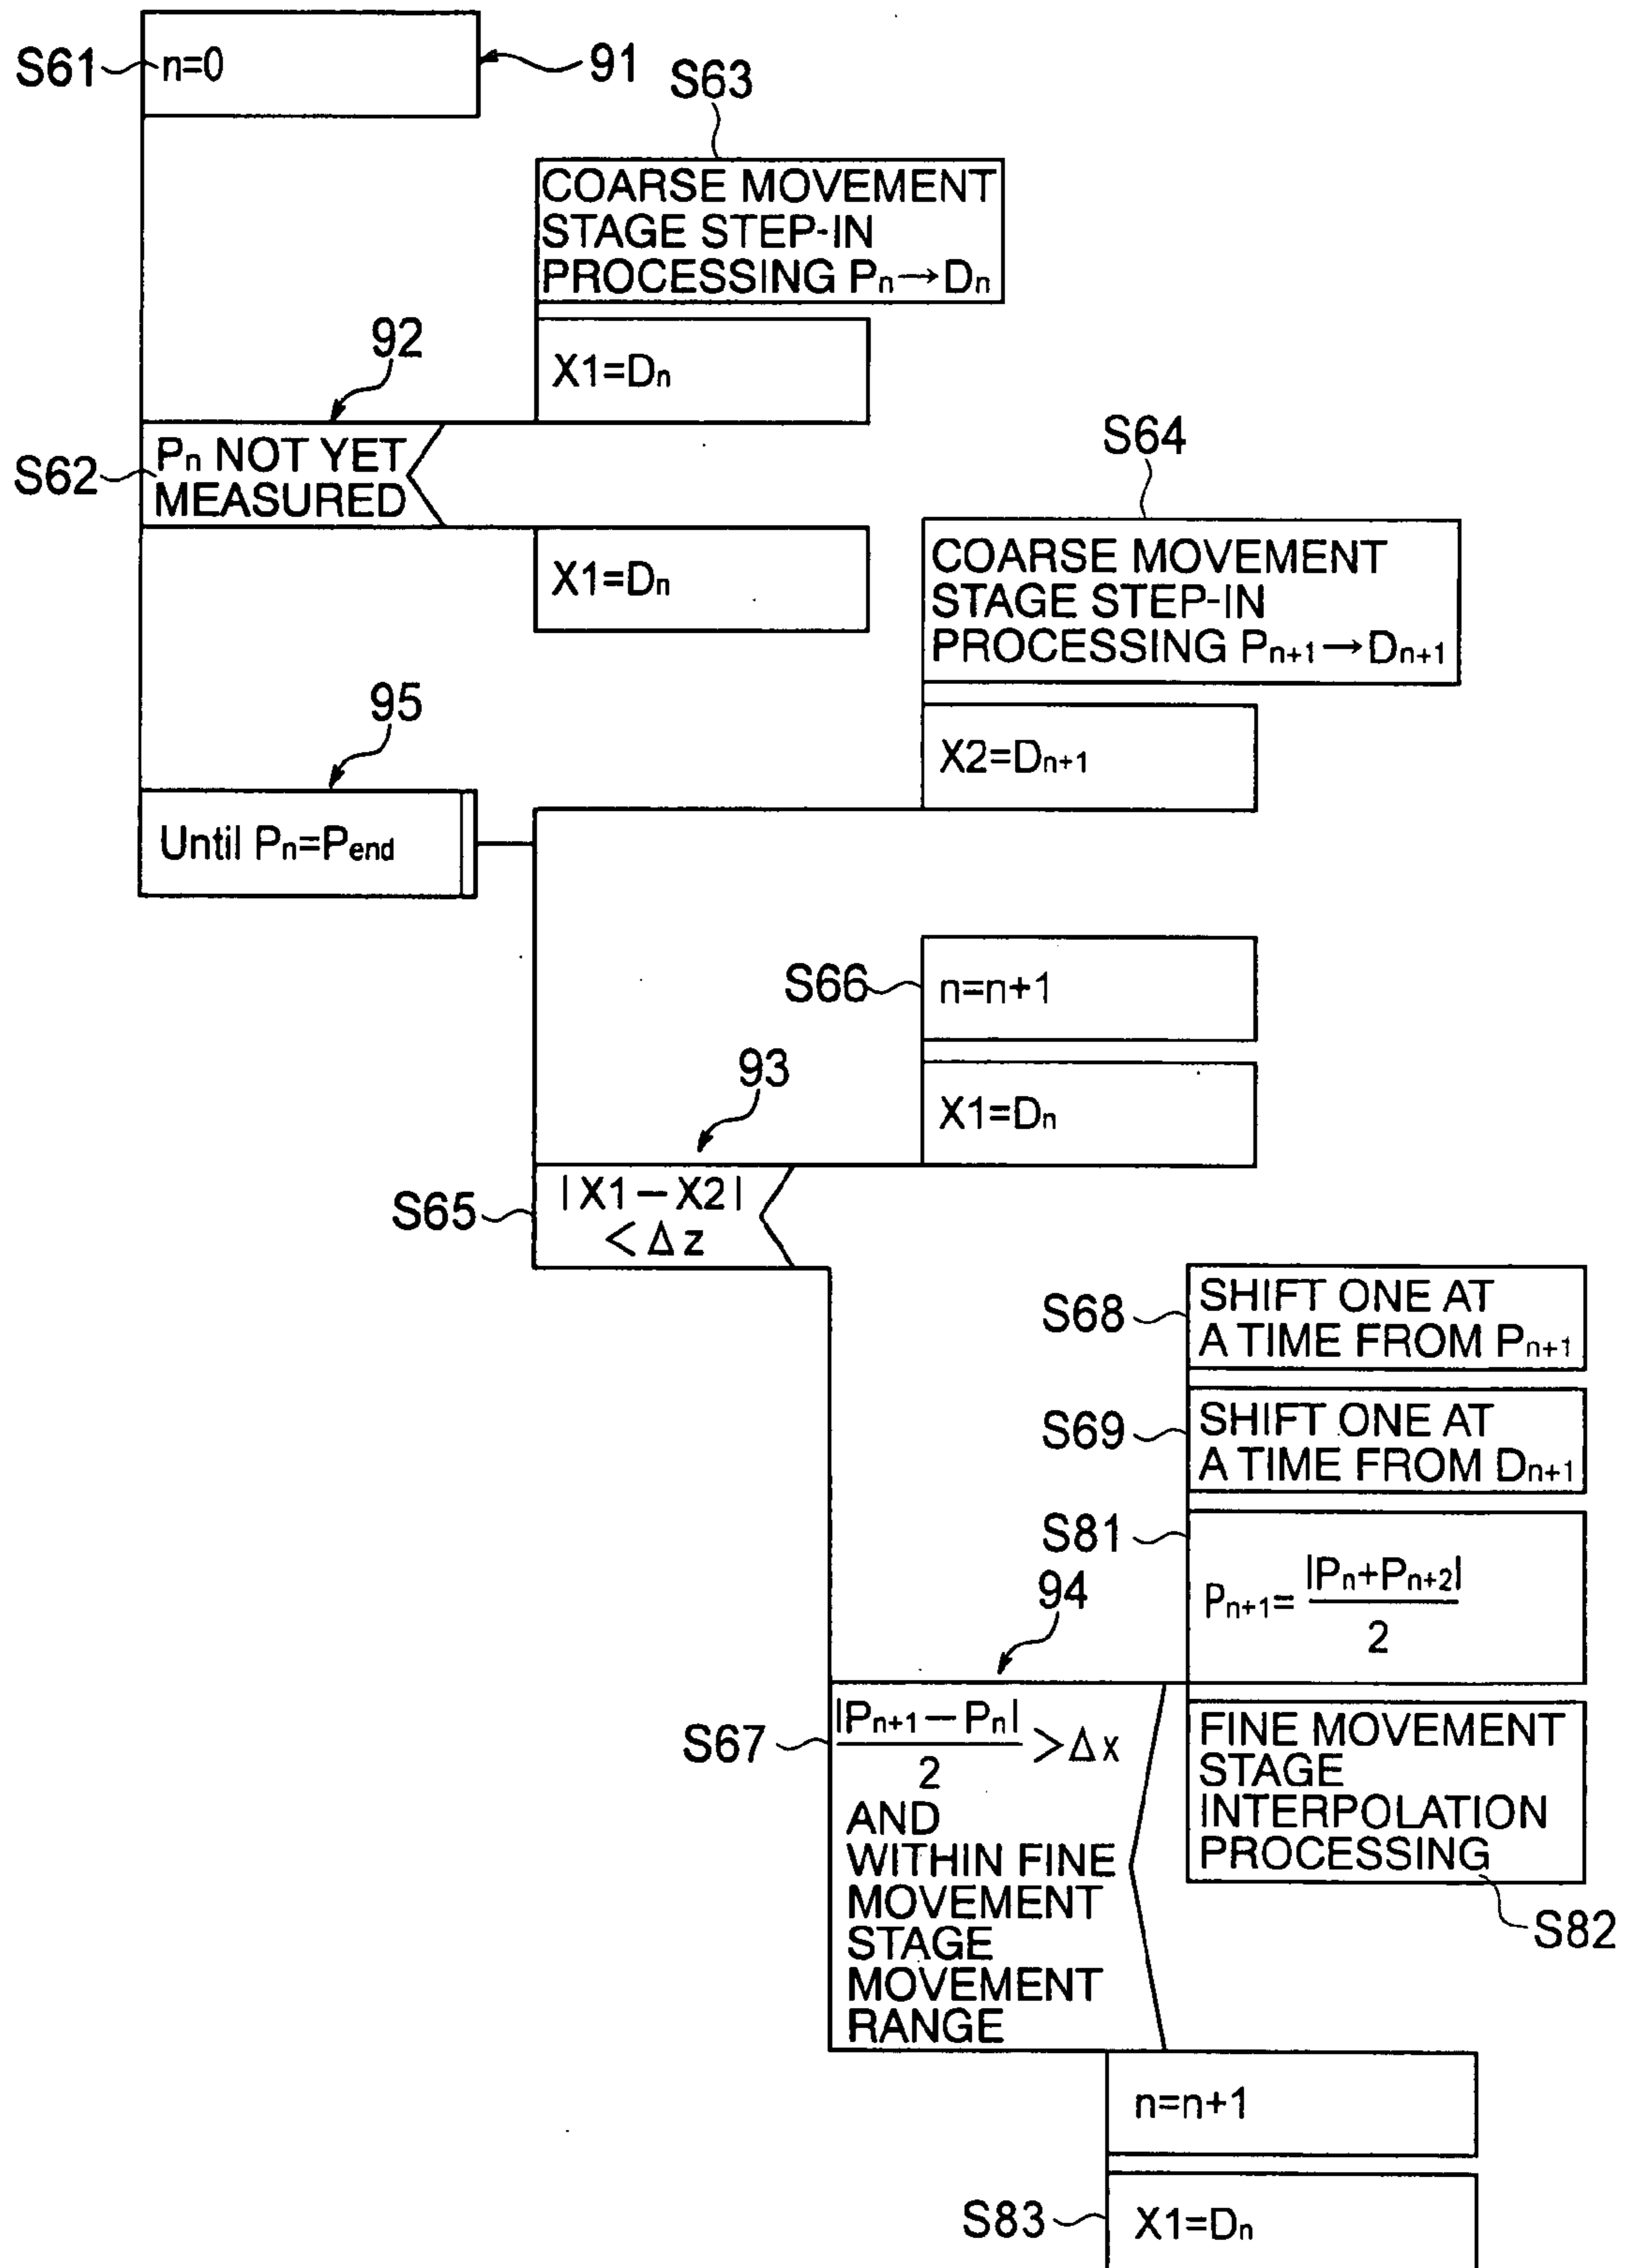 S61
n=0
91
S63
COARSE MOVEMENT
STAGE STEP-IN
PROCESSING Pn→Dn
X1=Dn
92
S62
Pn NOT YET
MEASURED
X1=Dn
S64
COARSE MOVEMENT
STAGE STEP-IN
PROCESSING Pn+1→Dn+1
X2=Dn+1
95
Until Pn=Pend
S66
n=n+1
X1=Dn
93
S65
|X1−X2|
<Δz
S68
SHIFT ONE AT
A TIME FROM Pn+1
S69
SHIFT ONE AT
A TIME FROM Dn+1
S81
Pn+1= |Pn+Pn+2|
2
94
S67
|Pn+1−Pn|
2 >Δx
AND
WITHIN FINE
MOVEMENT
STAGE
MOVEMENT
RANGE
FINE MOVEMENT
STAGE
INTERPOLATION
PROCESSING
S82
n=n+1
S83
X1=Dn